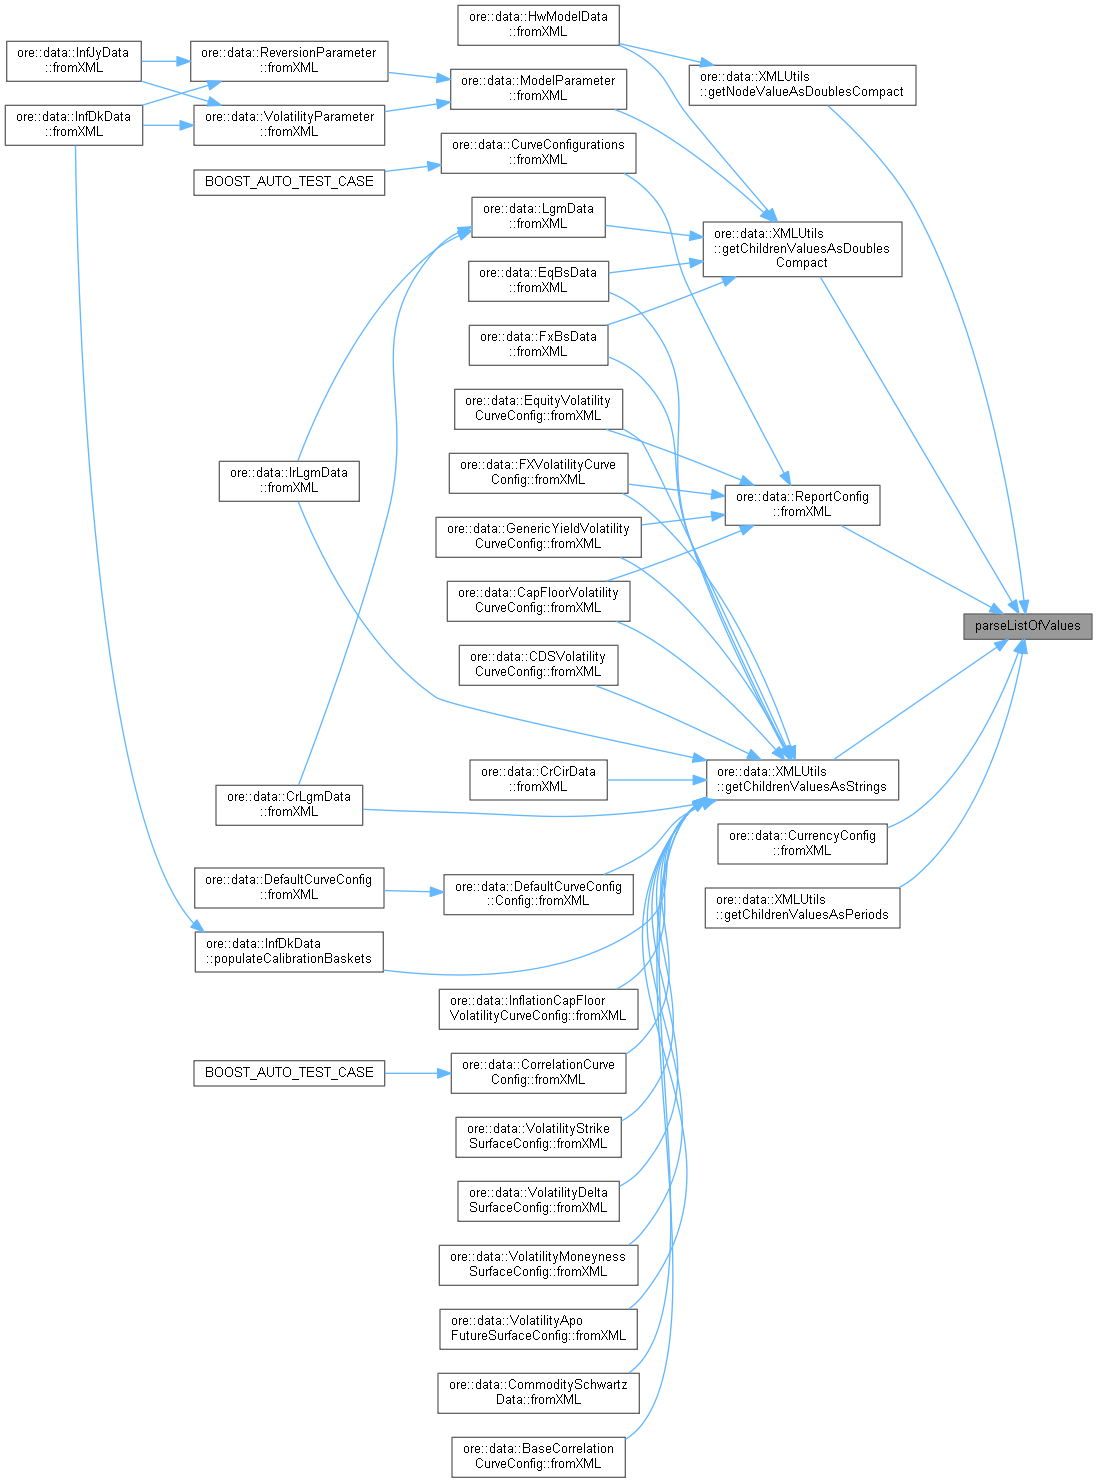 ore::data::HwModelData
::fromXML
ore::data::InfJyData
::fromXML
ore::data::ReversionParameter
::fromXML
ore::data::ModelParameter
::fromXML
ore::data::XMLUtils
::getNodeValueAsDoublesCompact
ore::data::InfDkData
::fromXML
ore::data::VolatilityParameter
::fromXML
ore::data::CurveConfigurations
::fromXML
BOOST_AUTO_TEST_CASE
ore::data::LgmData
::fromXML
ore::data::XMLUtils
::getChildrenValuesAsDoubles
Compact
ore::data::EqBsData
::fromXML
ore::data::FxBsData
::fromXML
ore::data::EquityVolatility
CurveConfig::fromXML
ore::data::IrLgmData
::fromXML
ore::data::FXVolatilityCurve
Config::fromXML
ore::data::ReportConfig
::fromXML
ore::data::GenericYieldVolatility
CurveConfig::fromXML
ore::data::CapFloorVolatility
CurveConfig::fromXML
parseListOfValues
ore::data::CDSVolatility
CurveConfig::fromXML
ore::data::CrCirData
::fromXML
ore::data::XMLUtils
::getChildrenValuesAsStrings
ore::data::CrLgmData
::fromXML
ore::data::CurrencyConfig
::fromXML
ore::data::DefaultCurveConfig
::fromXML
ore::data::DefaultCurveConfig
::Config::fromXML
ore::data::XMLUtils
::getChildrenValuesAsPeriods
ore::data::InfDkData
::populateCalibrationBaskets
ore::data::InflationCapFloor
VolatilityCurveConfig::fromXML
BOOST_AUTO_TEST_CASE
ore::data::CorrelationCurve
Config::fromXML
ore::data::VolatilityStrike
SurfaceConfig::fromXML
ore::data::VolatilityDelta
SurfaceConfig::fromXML
ore::data::VolatilityMoneyness
SurfaceConfig::fromXML
ore::data::VolatilityApo
FutureSurfaceConfig::fromXML
ore::data::CommoditySchwartz
Data::fromXML
ore::data::BaseCorrelation
CurveConfig::fromXML